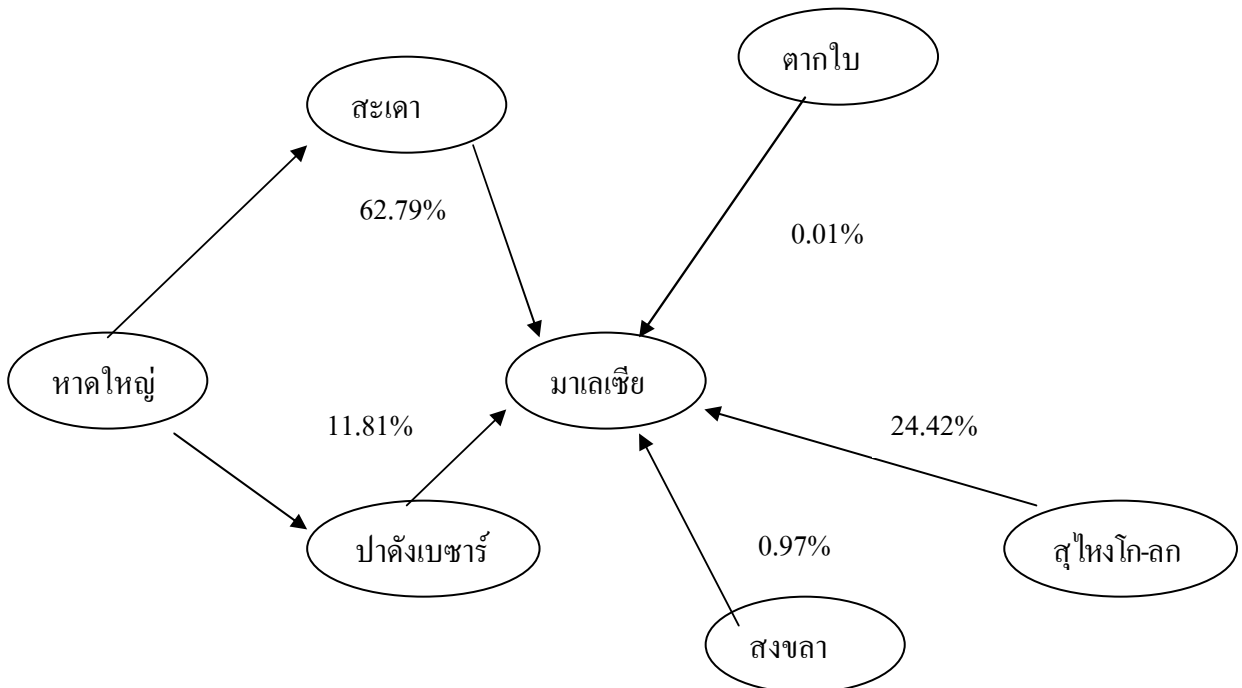 ตากใบ
สะเดา
62.79%
0.01%
หาดใหญ่
มาเลเซีย
11.81%
24.42%
ปาดังเบซาร์
0.97%
สุไหงโก-ลก
สงขลา